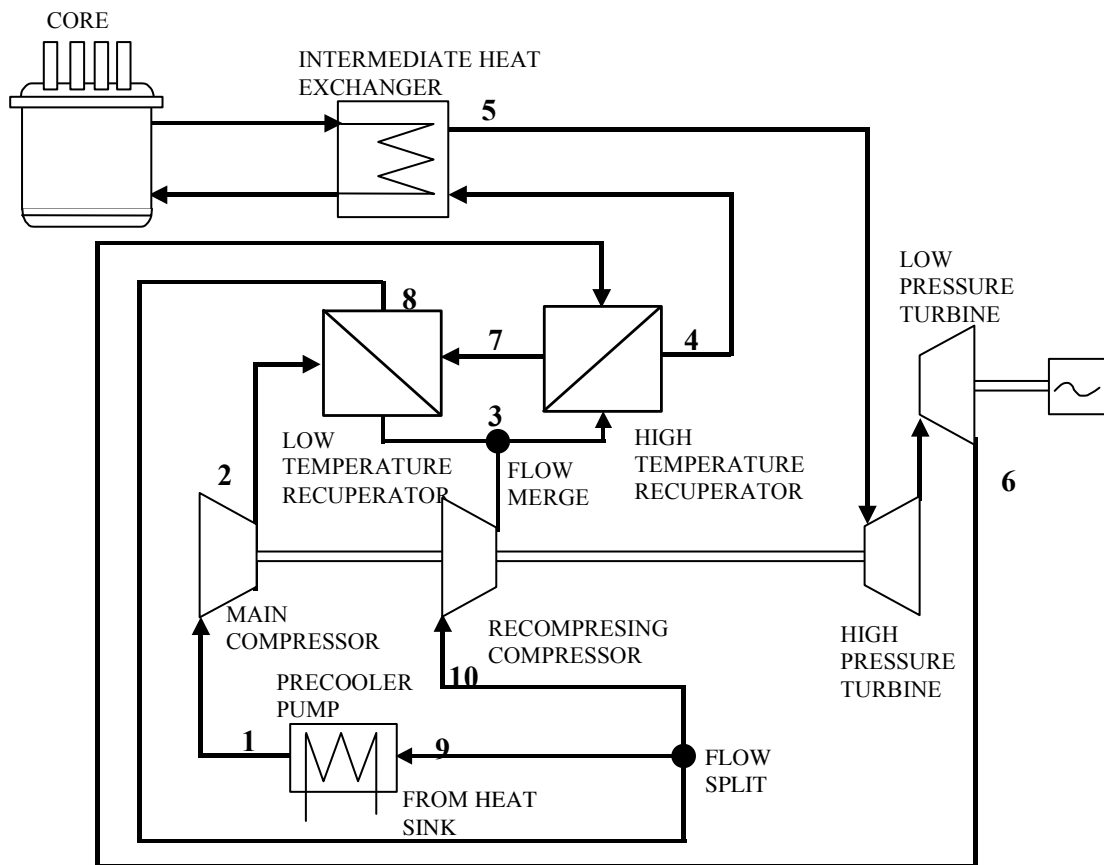 CORE
INTERMEDIATE HEAT
EXCHANGER
5
LOW
PRESSURE
TURBINE
8
7
4
3
LOW
TEMPERATURE
RECUPERATOR
FLOW
MERGE
HIGH
TEMPERATURE
RECUPERATOR
2
6
MAIN
COMPRESSOR
RECOMPRESING
COMPRESSOR
HIGH
PRESSURE
TURBINE
10
PRECOOLER
PUMP
1
9
FLOW
SPLIT
FROM HEAT
SINK